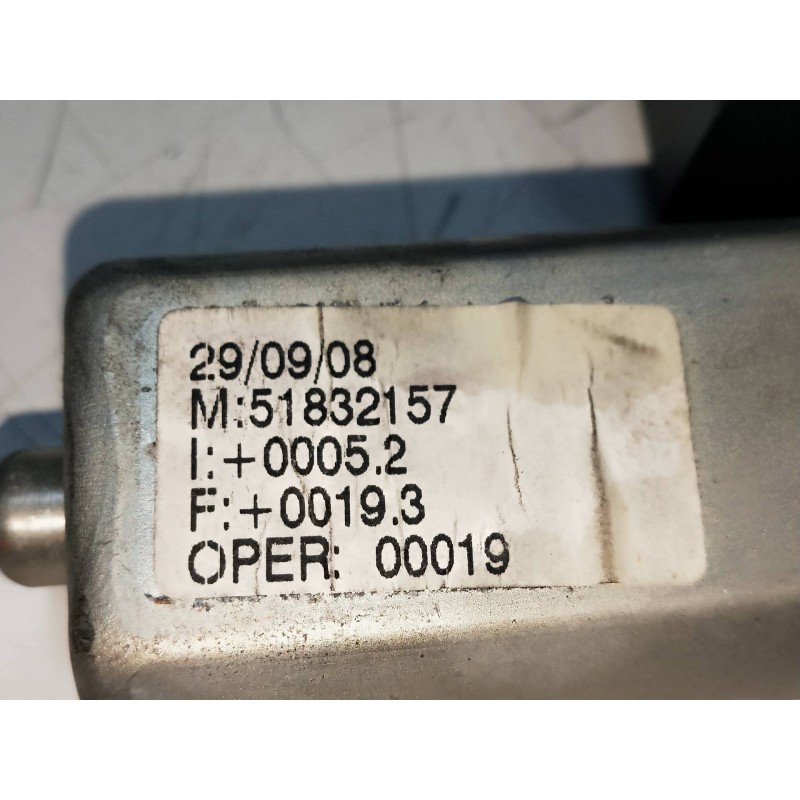 29/09/08
M:51832157
I:+0005.2
F:+0019.3
OPER: 00019